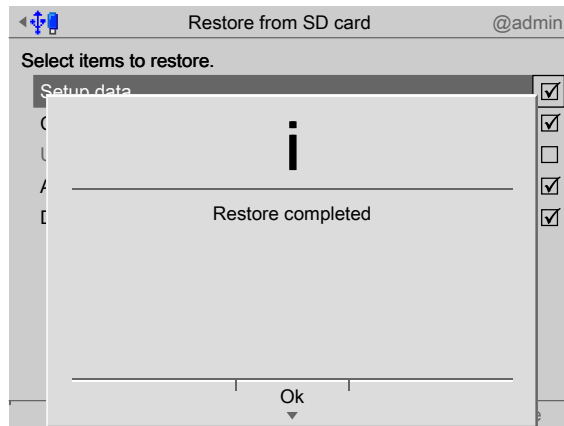 Restore from SD card
@admin
Select items to restore.
Setup data
i
Restore completed
Ok